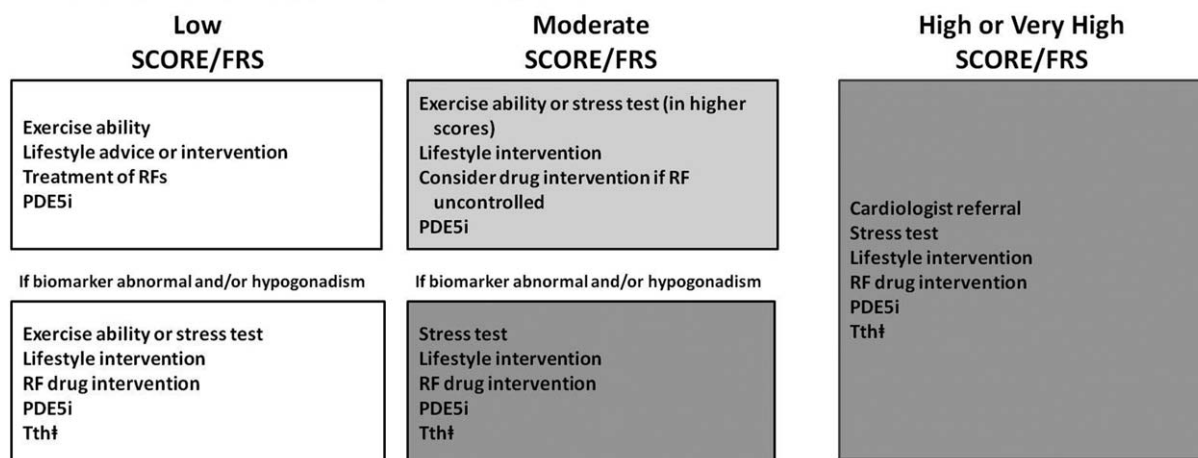 Low
SCORE/FRS
Exercise ability
Lifestyle advice or intervention
Treatment of RFs
PDE5i
If biomarker abnormal and/or hypogonadism
Exercise ability or stress test
Lifestyle intervention
RF drug intervention
PDE5i
Tthǂ
Moderate
SCORE/FRS
Exercise ability or stress test (in higher
scores)
Lifestyle intervention
Consider drug intervention if RF
uncontrolled
PDE5i
If biomarker abnormal and/or hypogonadism
Stress test
Lifestyle intervention
RF drug intervention
PDE5i
Tthǂ
High or Very High
SCORE/FRS
Cardiologist referral
Stress test
Lifestyle intervention
RF drug intervention
PDE5i
Tthǂ